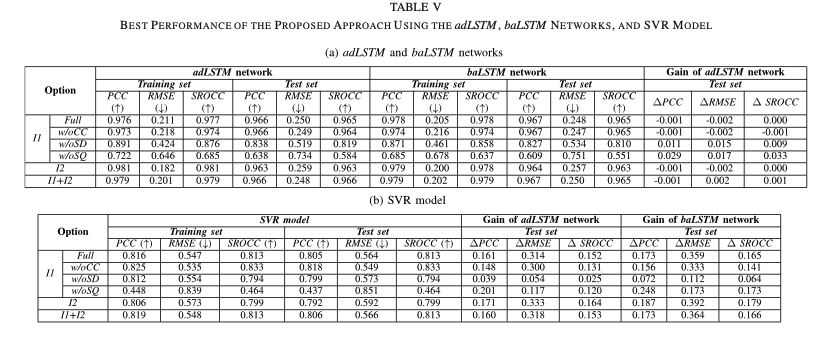 TABLE V
BEST PERFORMANCE OF THE PROPOSED APPROACH USING THE adLSTM, baLSTM NETWORKS, AND SVR MODEL
(a) adLSTM and baLSTM networks
Option adLSTM network baLSTM network Gain of adLSTM network
Training set Test set Training set Test set Test set
PCC (↑) RMSE (↓) SROCC (↑) PCC (↑) RMSE (↓) SROCC (↑) PCC (↑) RMSE (↓) SROCC (↑) PCC (↑) RMSE (↓) SROCC (↑) ΔPCC ΔRMSE Δ SROCC
I1 Full 0.976 0.211 0.977 0.966 0.250 0.965 0.978 0.205 0.978 0.967 0.248 0.965 -0.001 -0.002 0.000
w/oCC 0.973 0.218 0.974 0.966 0.249 0.964 0.974 0.216 0.974 0.967 0.247 0.965 -0.001 -0.002 -0.001
w/oSD 0.891 0.424 0.876 0.838 0.519 0.819 0.871 0.461 0.858 0.827 0.534 0.810 0.011 0.015 0.009
w/oSQ 0.722 0.646 0.685 0.638 0.734 0.584 0.685 0.678 0.637 0.609 0.751 0.551 0.029 0.017 0.033
I2 0.981 0.182 0.981 0.963 0.259 0.963 0.979 0.200 0.978 0.964 0.257 0.963 -0.001 -0.002 0.000
I1+I2 0.979 0.201 0.979 0.966 0.248 0.966 0.979 0.202 0.979 0.967 0.250 0.965 -0.001 0.002 0.001
(b) SVR model
Option SVR model Gain of adLSTM network Gain of baLSTM network
Training set Test set Test set Test set
PCC (↑) RMSE (↓) SROCC (↑) PCC (↑) RMSE (↓) SROCC (↑) ΔPCC ΔRMSE Δ SROCC ΔPCC ΔRMSE Δ SROCC
I1 Full 0.816 0.547 0.813 0.805 0.564 0.813 0.161 0.314 0.152 0.173 0.359 0.165
w/oCC 0.825 0.535 0.833 0.818 0.549 0.833 0.148 0.300 0.131 0.156 0.333 0.141
w/oSD 0.812 0.554 0.794 0.799 0.573 0.794 0.039 0.054 0.025 0.072 0.112 0.064
w/oSQ 0.448 0.839 0.464 0.437 0.851 0.464 0.201 0.117 0.120 0.248 0.173 0.173
I2 0.806 0.573 0.799 0.792 0.592 0.799 0.171 0.333 0.164 0.187 0.392 0.179
I1+I2 0.819 0.548 0.813 0.806 0.566 0.813 0.160 0.318 0.153 0.173 0.364 0.166